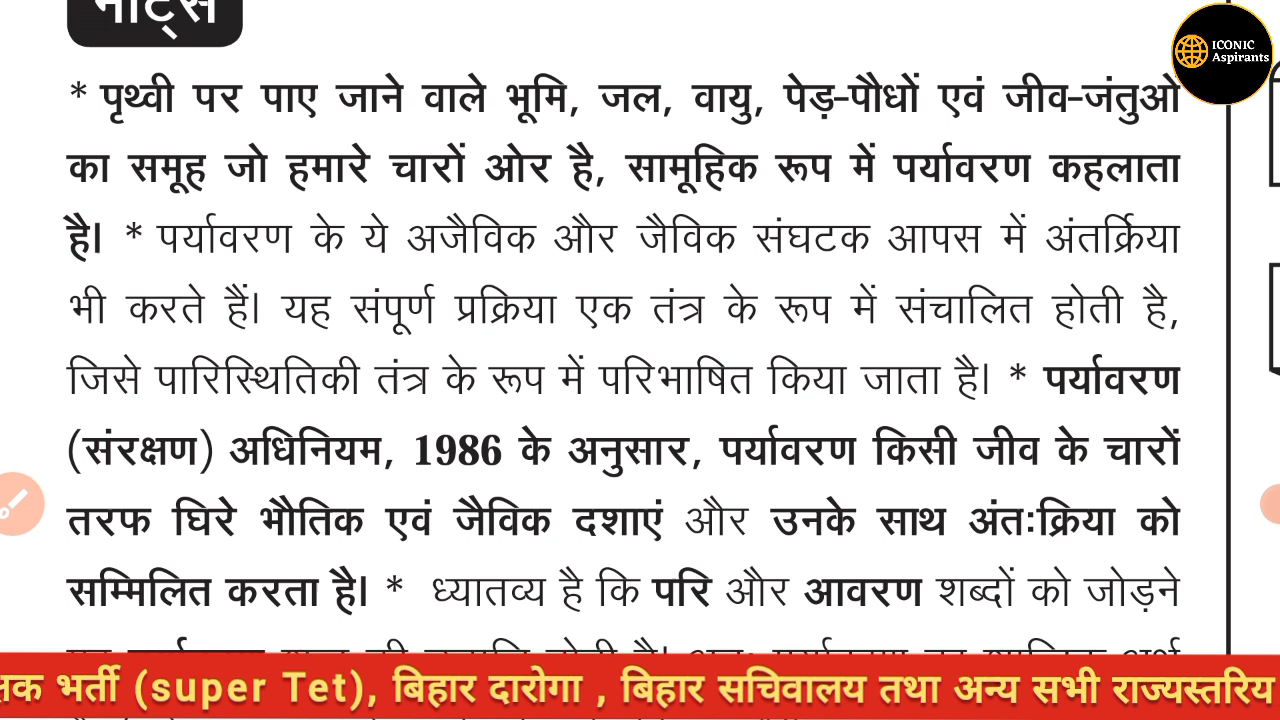 नोट्स
ICONIC
Aspirants
* पृथ्वी पर पाए जाने वाले भूमि, जल, वायु, पेड़-पौधों एवं जीव-जंतुओं
का समूह जो हमारे चारों ओर है, सामूहिक रूप में पर्यावरण कहलाता
है। * पर्यावरण के ये अजैविक और जैविक संघटक आपस में अंतर्क्रिया
भी करते हैं। यह संपूर्ण प्रक्रिया एक तंत्र के रूप में संचालित होती है,
जिसे पारिस्थितिकी तंत्र के रूप में परिभाषित किया जाता है। * पर्यावरण
(संरक्षण) अधिनियम, 1986 के अनुसार, पर्यावरण किसी जीव के चारों
तरफ घिरे भौतिक एवं जैविक दशाएं और उनके साथ अंतःक्रिया को
सम्मिलित करता है। * ध्यातव्य है कि परि और आवरण शब्दों को जोड़ने
भर्ती (super Tet), बिहार दारोगा , बिहार सचिवालय तथा अन्य सभी राज्यस्तरिय